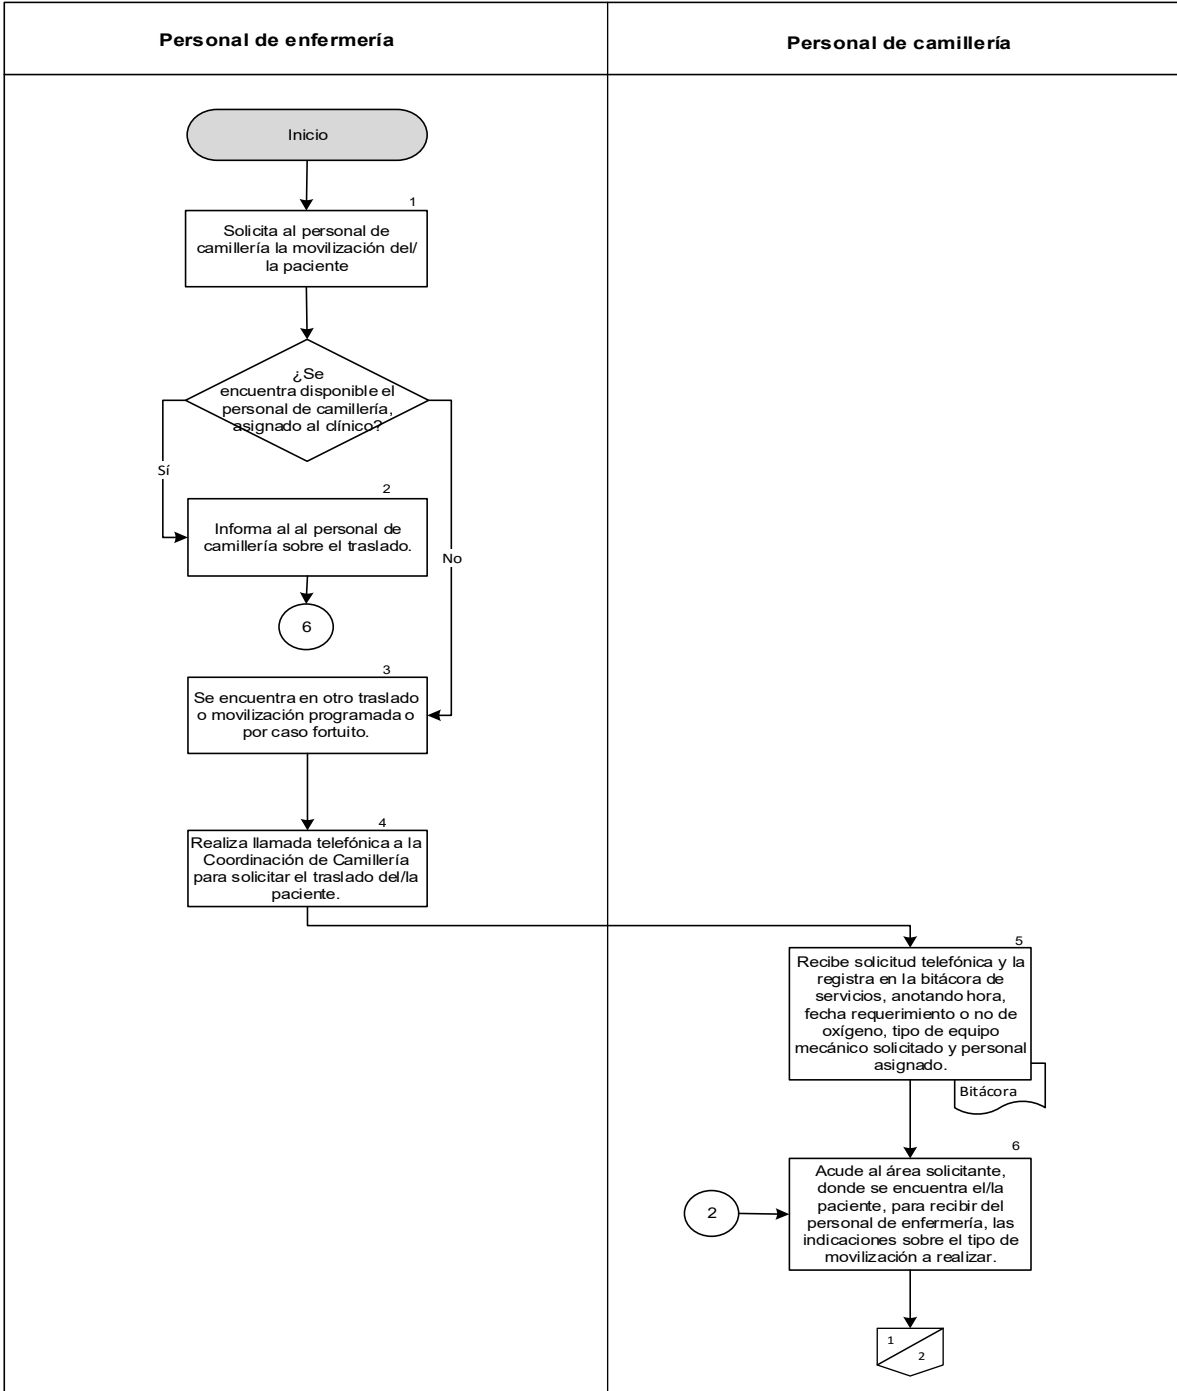 Personal de enfermería
Personal de camillería
Inicio
1
Solicita al personal de
camillería la movilización del/
la paciente
¿Se
encuentra disponible el
personal de camillería,
asignado al clínico?
Sí
No
2
Informa al al personal de
camillería sobre el traslado.
6
3
Se encuentra en otro traslado
o movilización programada o
por caso fortuito.
4
Realiza llamada telefónica a la
Coordinación de Camillería
para solicitar el traslado del/la
paciente.
5
Recibe solicitud telefónica y la
registra en la bitácora de
servicios, anotando hora,
fecha requerimiento o no de
oxígeno, tipo de equipo
mecánico solicitado y personal
asignado.
Bitácora
6
2
Acude al área solicitante,
donde se encuentra el/la
paciente, para recibir del
personal de enfermería, las
indicaciones sobre el tipo de
movilización a realizar.
1
2